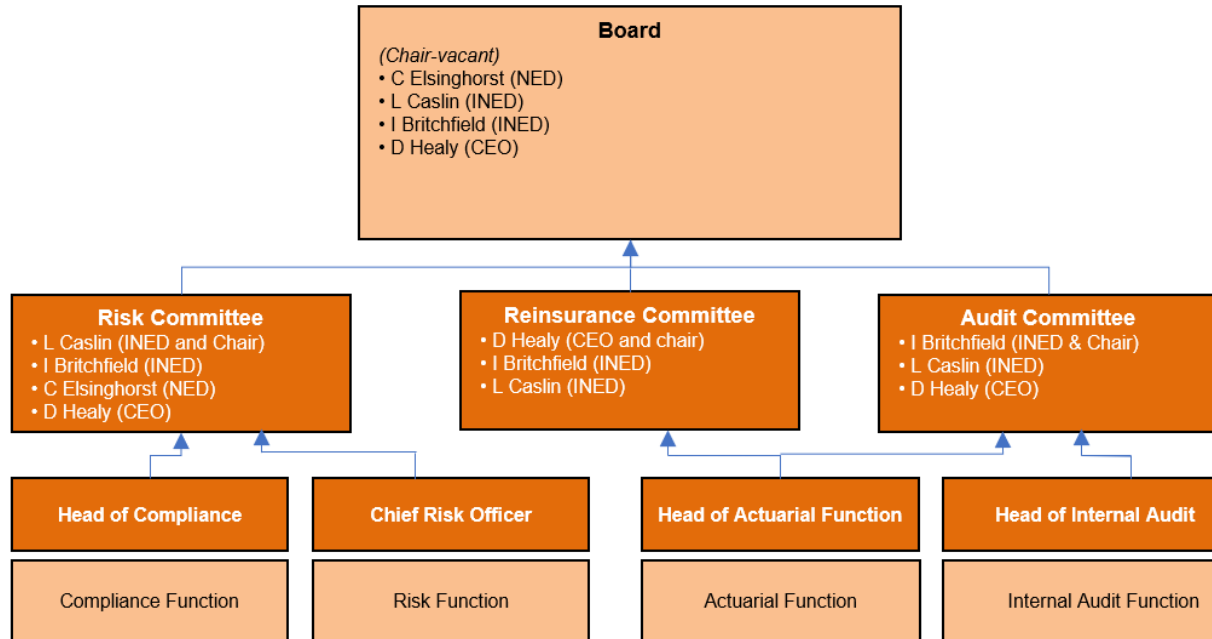 Board
(Chair-vacant)
• C Elsinghorst (NED)
• L Caslin (INED)
• I Britchfield (INED)
• D Healy (CEO)
Risk Committee
• L Caslin (INED and Chair)
• I Britchfield (INED)
• C Elsinghorst (NED)
• D Healy (CEO)
Reinsurance Committee
• D Healy (CEO and chair)
• I Britchfield (INED)
• L Caslin (INED)
Audit Committee
• I Britchfield (INED & Chair)
• L Caslin (INED)
• D Healy (CEO)
Head of Compliance
Chief Risk Officer
Head of Actuarial Function
Head of Internal Audit
Compliance Function
Risk Function
Actuarial Function
Internal Audit Function